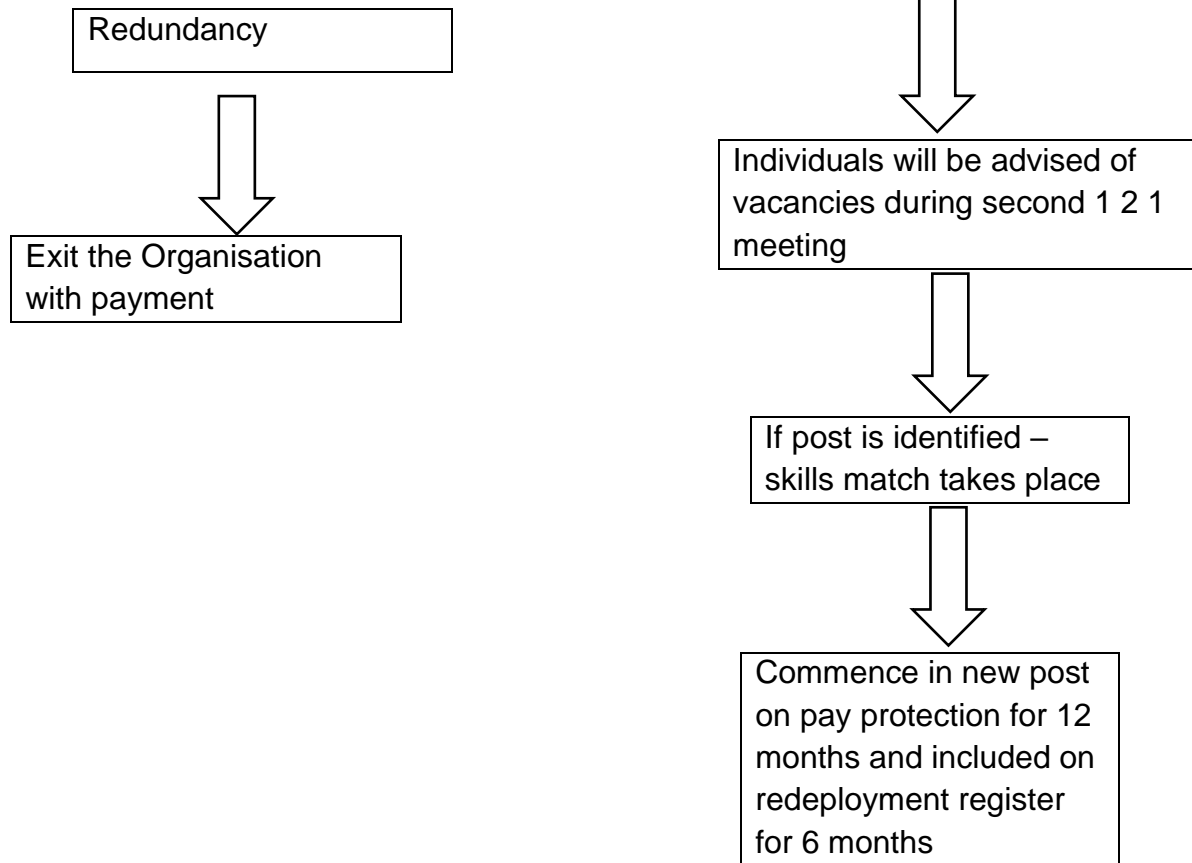 Redundancy
Exit the Organisation
with payment
Individuals will be advised of
vacancies during second 1 2 1
meeting
If post is identified –
skills match takes place
Commence in new post
on pay protection for 12
months and included on
redeployment register
for 6 months